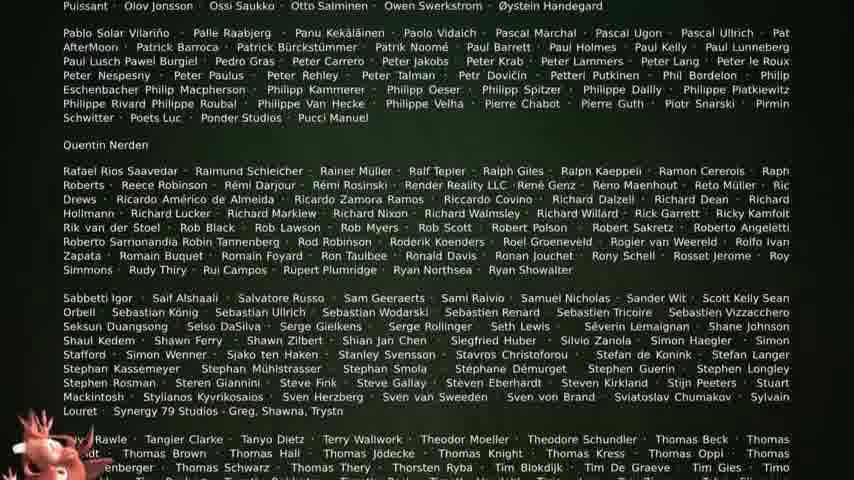 Puissant · Olov Jonsson · Ossi Saukko · Otto Salminen · Owen Swerkstrom · Øystein Handegard
Pablo Solar Vilariño · Palle Raabjerg · Panu Kekäläinen · Paolo Vidaich · Pascal Marchal · Pascal Ugon · Pascal Ullrich · Pat
AfterMoon · Patrick Barroca · Patrick Bürckstümmer · Patrik Noomé · Paul Barrett · Paul Holmes · Paul Kelly · Paul Lunneberg
Paul Lusch Pawel Burgiel · Pedro Gras · Peter Carrero · Peter Jakobs · Peter Krab · Peter Lammers · Peter Lang · Peter le Roux
Peter Nespesny · Peter Paulus · Peter Rehley · Peter Talman · Petr Dovičín · Petteri Putkinen · Phil Bordelon · Philip
Eschenbacher Philip Macpherson · Philipp Kammerer · Philipp Oeser · Philipp Spitzer · Philippe Dailly · Philippe Piatkiewitz
Philippe Rivard Philippe Roubal · Philippe Van Hecke · Philippe Velha · Pierre Chabot · Pierre Guth · Piotr Snarski · Pirmin
Schwitter · Poets Luc · Ponder Studios · Pucci Manuel
Quentin Nerden
Rafael Rios Saavedar · Raimund Schleicher · Rainer Müller · Ralf Tepler · Ralph Giles · Ralph Kaeppeli · Ramon Cererols · Raph
Roberts · Reece Robinson · Rémi Darjour · Rémi Rosinski · Render Reality LLC · René Genz · Reno Maenhout · Reto Müller · Ric
Drews · Ricardo Américo de Almeida · Ricardo Zamora Ramos · Riccardo Covino · Richard Dalzell · Richard Dean · Richard
Hollmann · Richard Lucker · Richard Marklew · Richard Nixon · Richard Walmsley · Richard Willard · Rick Garrett · Ricky Kamfolt
Rik van der Stoel · Rob Black · Rob Lawson · Rob Myers · Rob Scott · Robert Polson · Robert Sakretz · Roberto Angeletti
Roberto Sarnonandia Robin Tannenberg · Rod Robinson · Roderik Koenders · Roel Groeneveld · Rogier van Weereld · Rolfo Ivan
Zapata · Romain Buquet · Romain Foyard · Ron Taulbee · Ronald Davis · Ronan Jouchet · Rony Schell · Rosset Jerome · Roy
Simmons · Rudy Thiry · Rui Campos · Rupert Plumridge · Ryan Northsea · Ryan Showalter
Sabbetti Igor · Saif Alshaali · Salvatore Russo · Sam Geeraerts · Sami Raivio · Samuel Nicholas · Sander Wit · Scott Kelly Sean
Orbell · Sebastian König · Sebastian Ullrich · Sebastian Wodarski · Sebastien Renard · Sebastien Tricoire · Sebastien Vizzacchero
Seksun Duangsong · Selso DaSilva · Serge Gielkens · Serge Rollinger · Seth Lewis · Séverin Lemaignan · Shane Johnson
Shaul Kedem · Shawn Ferry · Shawn Zilbert · Shian Jan Chen · Siegfried Huber · Silvio Zanola · Simon Haegler · Simon
Stafford · Simon Wenner · Sjako ten Haken · Stanley Svensson · Stavros Christoforou · Stefan de Konink · Stefan Langer
Stephan Kassemeyer · Stephan Mühlstrasser · Stephan Smola · Stéphane Démurget · Stephen Guerin · Stephen Longley
Stephen Rosman · Steren Giannini · Steve Fink · Steve Gallay · Steven Eberhardt · Steven Kirkland · Stijn Peeters · Stuart
Mackintosh · Stylianos Kyvrikosaios · Sven Herzberg · Sven van Sweeden · Sven von Brand · Sviatoslav Chumakov · Sylvain
Louret · Synergy 79 Studios - Greg, Shawna, Trystn
Rawle · Tangier Clarke · Tanyo Dietz · Terry Wallwork · Theodor Moeller · Theodore Schundler · Thomas Beck · Thomas
Thomas Brown · Thomas Hall · Thomas Jödecke · Thomas Knight · Thomas Kress · Thomas Oppl · Thomas
Thomas Schwarz · Thomas Thery · Thorsten Ryba · Tim Blokdijk · Tim De Graeve · Tim Gies · Timo